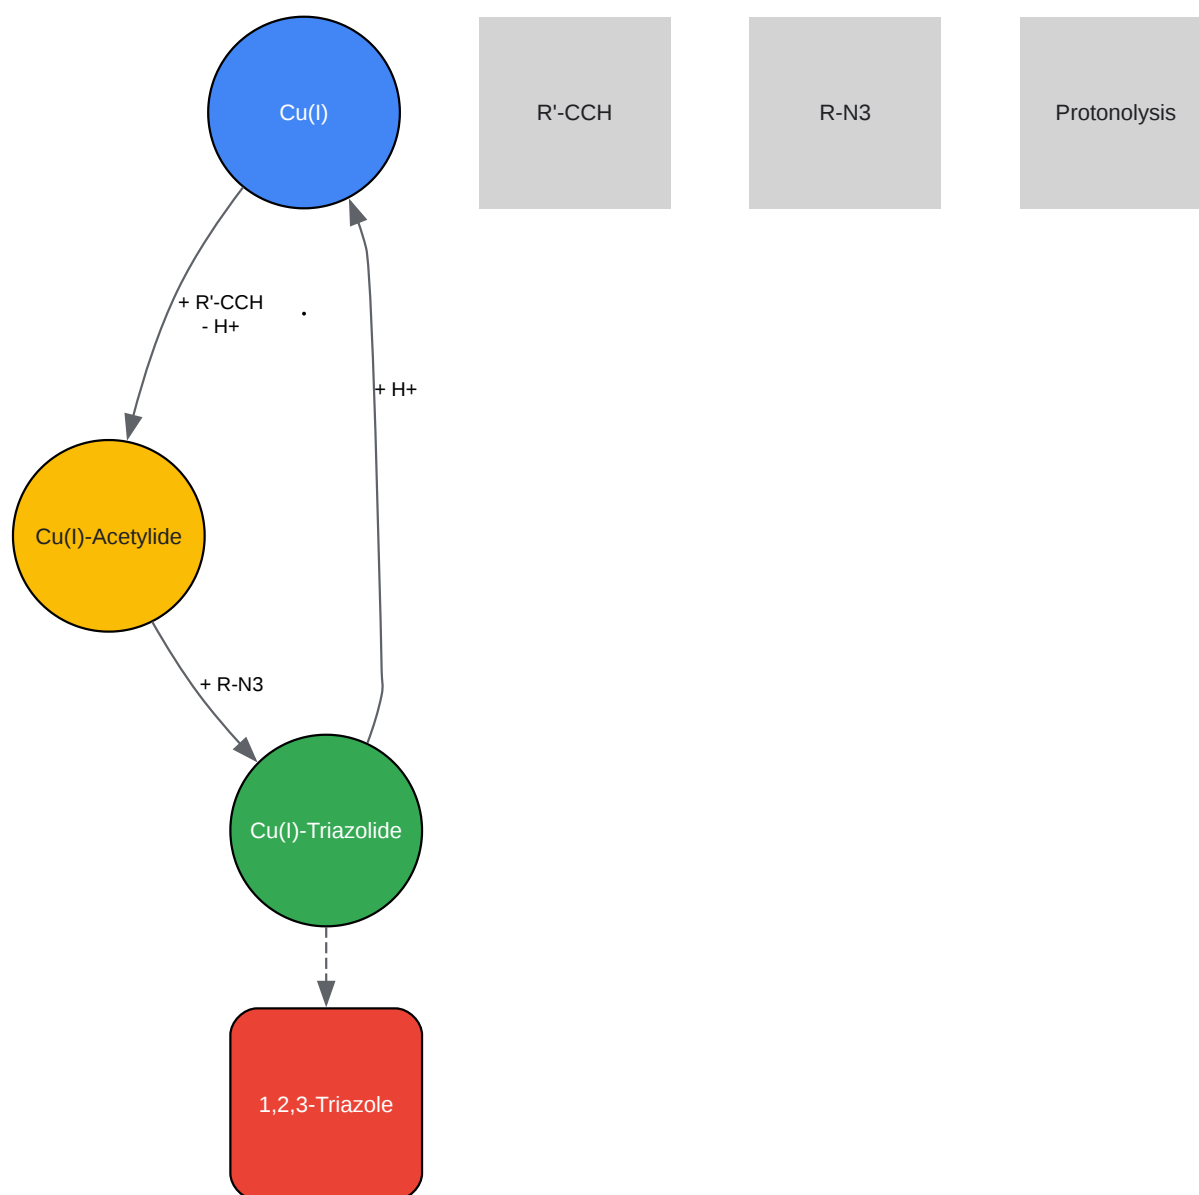 Cu(I)
R'-CCH
R-N3
Protonolysis
+ R'-CCH
- H+
+ H+
Cu(I)-Acetylide
+ R-N3
Cu(I)-Triazolide
1,2,3-Triazole